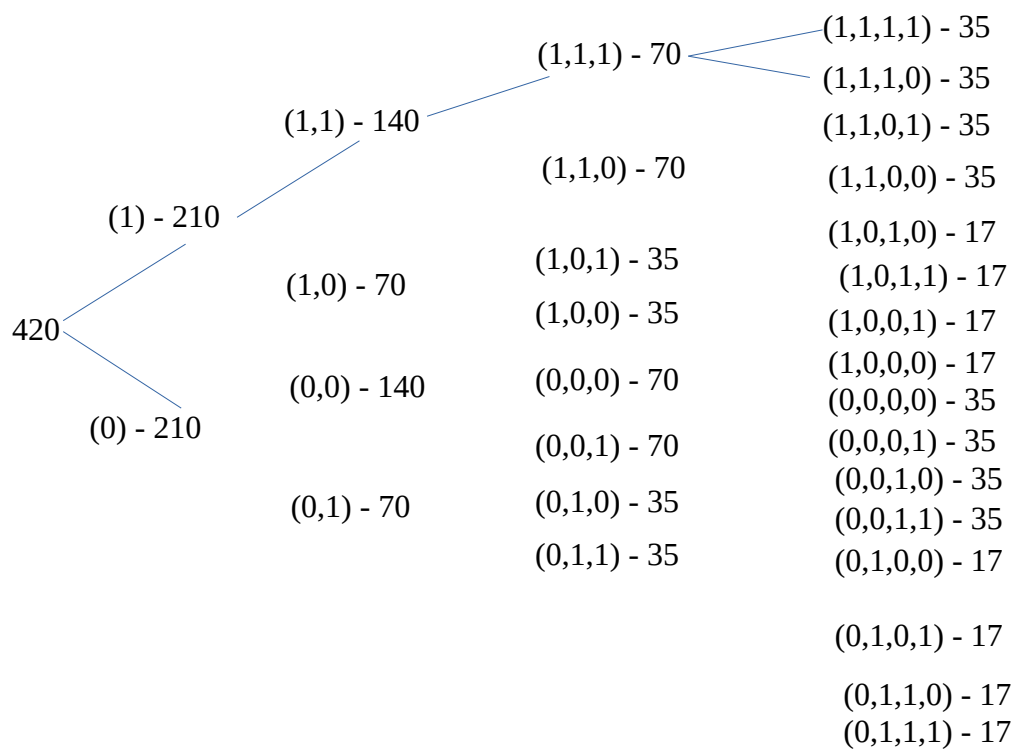 420
(1) - 210
(0) - 210
(1,1) - 140
(1,0) - 70
(0,0) - 140
(0,1) - 70
(1,1,1) - 70
(1,1,0) - 70
(1,0,1) - 35
(1,0,0) - 35
(0,0,0) - 70
(0,0,1) - 70
(0,1,0) - 35
(0,1,1) - 35
(1,1,1,1) - 35
(1,1,1,0) - 35
(1,1,0,1) - 35
(1,1,0,0) - 35
(1,0,1,0) - 17
(1,0,1,1) - 17
(1,0,0,1) - 17
(1,0,0,0) - 17
(0,0,0,0) - 35
(0,0,0,1) - 35
(0,0,1,0) - 35
(0,0,1,1) - 35
(0,1,0,0) - 17
(0,1,0,1) - 17
(0,1,1,0) - 17
(0,1,1,1) - 17